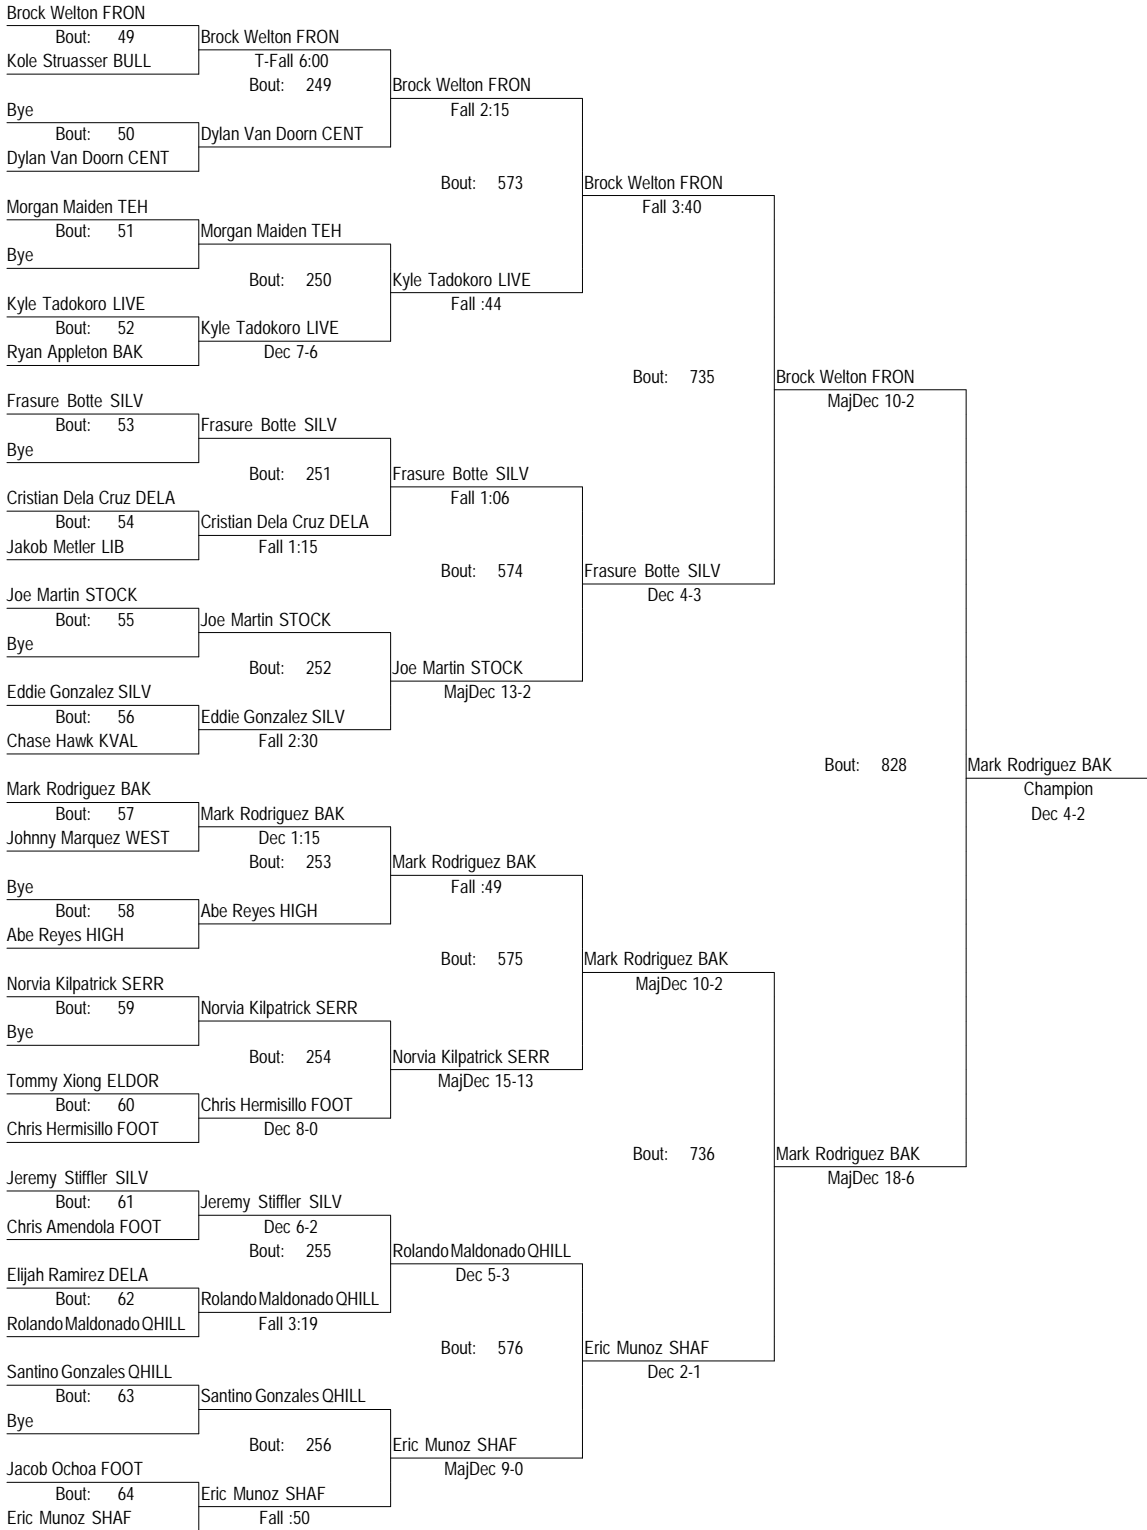 Brock Welton FRON
Bout: 49
Brock Welton FRON
Kole Struasser BULL
T-Fall 6:00
Bout: 249
Brock Welton FRON
Bye
Fall 2:15
Bout: 50
Dylan Van Doorn CENT
Dylan Van Doorn CENT
Bout: 573
Brock Welton FRON
Morgan Maiden TEH
Fall 3:40
Bout: 51
Morgan Maiden TEH
Bye
Bout: 250
Kyle Tadokoro LIVE
Kyle Tadokoro LIVE
Fall :44
Bout: 52
Kyle Tadokoro LIVE
Ryan Appleton BAK
Dec 7-6
Bout: 735
Brock Welton FRON
Frasure Botte SILV
MajDec 10-2
Bout: 53
Frasure Botte SILV
Bye
Bout: 251
Frasure Botte SILV
Cristian Dela Cruz DELA
Fall 1:06
Bout: 54
Cristian Dela Cruz DELA
Jakob Metler LIB
Fall 1:15
Bout: 574
Frasure Botte SILV
Joe Martin STOCK
Dec 4-3
Bout: 55
Joe Martin STOCK
Bye
Bout: 252
Joe Martin STOCK
Eddie Gonzalez SILV
MajDec 13-2
Bout: 56
Eddie Gonzalez SILV
Chase Hawk KVAL
Fall 2:30
Bout: 828
Mark Rodriguez BAK
Mark Rodriguez BAK
Champion
Bout: 57
Mark Rodriguez BAK
Dec 4-2
Johnny Marquez WEST
Dec 1:15
Bout: 253
Mark Rodriguez BAK
Bye
Fall :49
Bout: 58
Abe Reyes HIGH
Abe Reyes HIGH
Bout: 575
Mark Rodriguez BAK
Norvia Kilpatrick SERR
MajDec 10-2
Bout: 59
Norvia Kilpatrick SERR
Bye
Bout: 254
Norvia Kilpatrick SERR
Tommy Xiong ELDOR
MajDec 15-13
Bout: 60
Chris Hermisillo FOOT
Chris Hermisillo FOOT
Dec 8-0
Bout: 736
Mark Rodriguez BAK
Jeremy Stiffler SILV
MajDec 18-6
Bout: 61
Jeremy Stiffler SILV
Chris Amendola FOOT
Dec 6-2
Bout: 255
Rolando Maldonado QHILL
Elijah Ramirez DELA
Dec 5-3
Bout: 62
Rolando Maldonado QHILL
Rolando Maldonado QHILL
Fall 3:19
Bout: 576
Eric Munoz SHAF
Santino Gonzales QHILL
Dec 2-1
Bout: 63
Santino Gonzales QHILL
Bye
Bout: 256
Eric Munoz SHAF
Jacob Ochoa FOOT
MajDec 9-0
Bout: 64
Eric Munoz SHAF
Eric Munoz SHAF
Fall :50